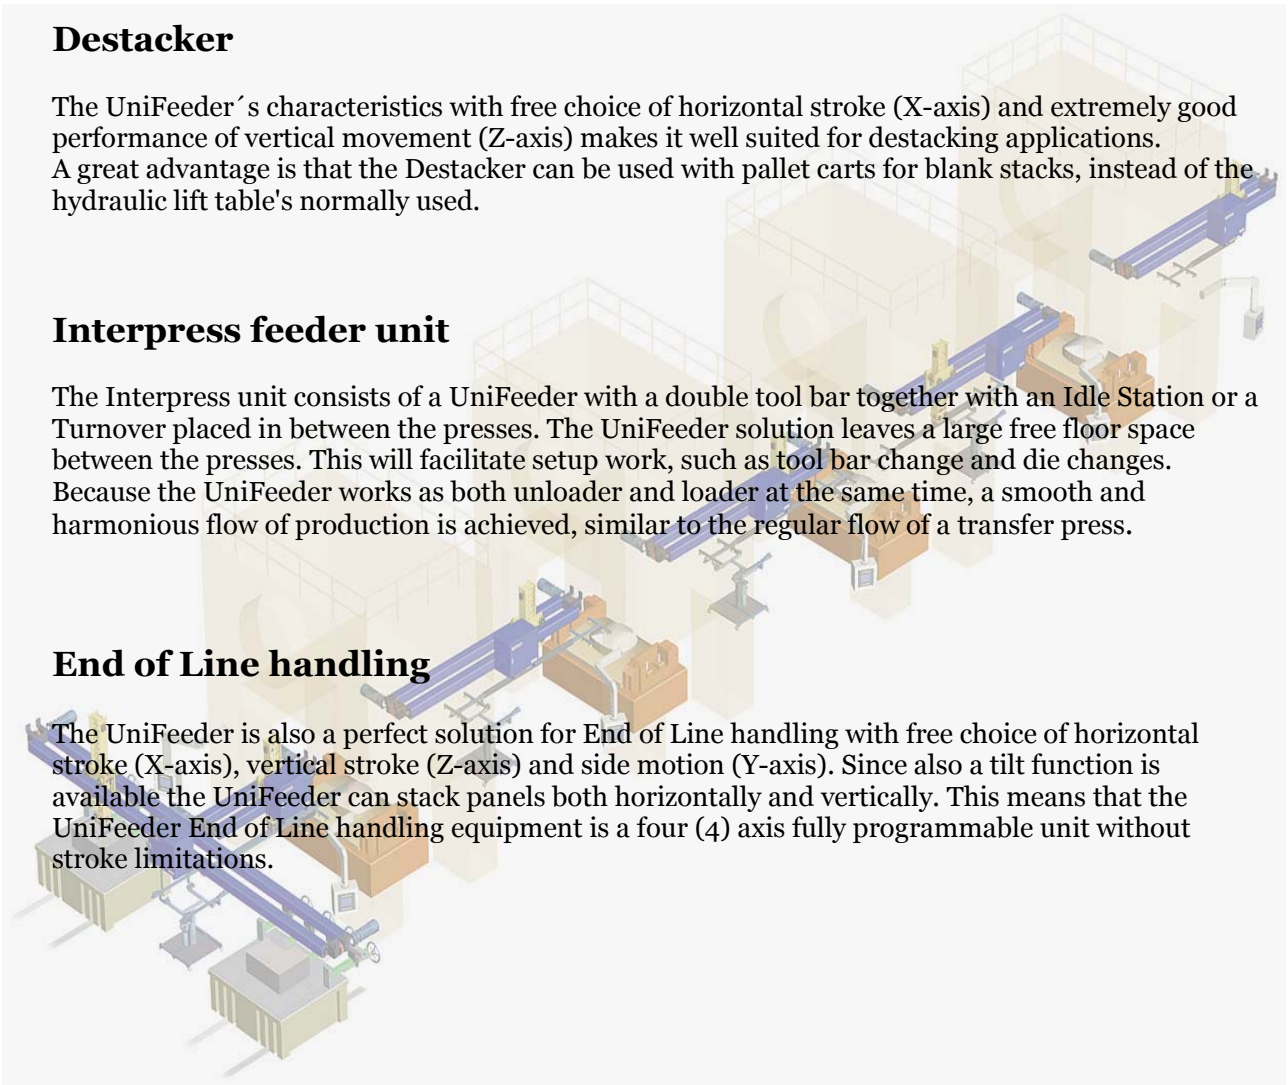 Destacker
The UniFeeder´s characteristics with free choice of horizontal stroke (X-axis) and extremely good
performance of vertical movement (Z-axis) makes it well suited for destacking applications.
A great advantage is that the Destacker can be used with pallet carts for blank stacks, instead of the
hydraulic lift table's normally used.
Interpress feeder unit
The Interpress unit consists of a UniFeeder with a double tool bar together with an Idle Station or a
Turnover placed in between the presses. The UniFeeder solution leaves a large free floor space
between the presses. This will facilitate setup work, such as tool bar change and die changes.
Because the UniFeeder works as both unloader and loader at the same time, a smooth and
harmonious flow of production is achieved, similar to the regular flow of a transfer press.
End of Line handling
The UniFeeder is also a perfect solution for End of Line handling with free choice of horizontal
stroke (X-axis), vertical stroke (Z-axis) and side motion (Y-axis). Since also a tilt function is
available the UniFeeder can stack panels both horizontally and vertically. This means that the
UniFeeder End of Line handling equipment is a four (4) axis fully programmable unit without
stroke limitations.